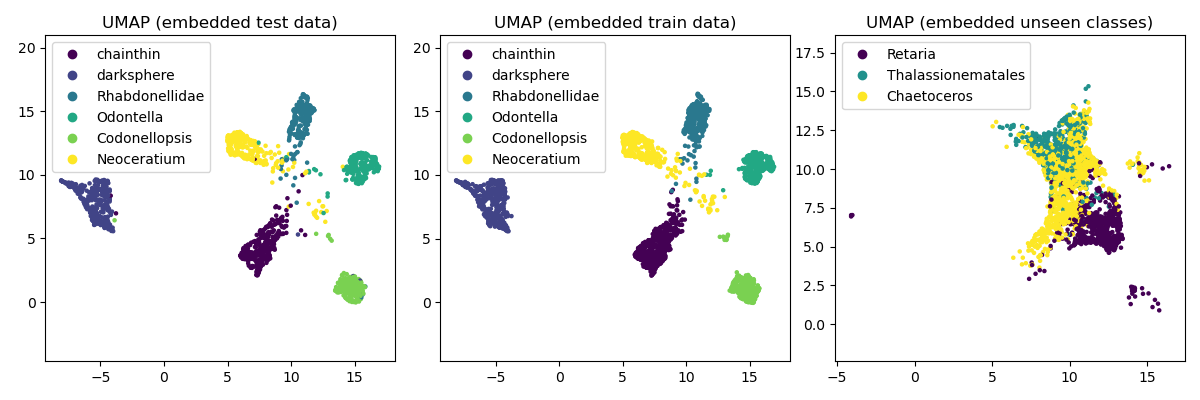 UMAP (embedded test data)
20
15
10
5
0
−5
0
5
10
15
chainthin
darksphere
Rhabdonellidae
Odontella
Codonellopsis
Neoceratium
UMAP (embedded train data)
20
15
10
5
0
−5
0
5
10
15
chainthin
darksphere
Rhabdonellidae
Odontella
Codonellopsis
Neoceratium
UMAP (embedded unseen classes)
17.5
15.0
12.5
10.0
7.5
5.0
2.5
0.0
−5
0
5
10
15
Retaria
Thalassionematales
Chaetoceros